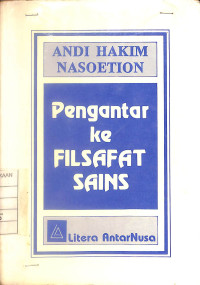 ANDI HAKIM
NASOETION
Pengantar
ke
FILSAFAT
SAINS
Litera AntarNusa